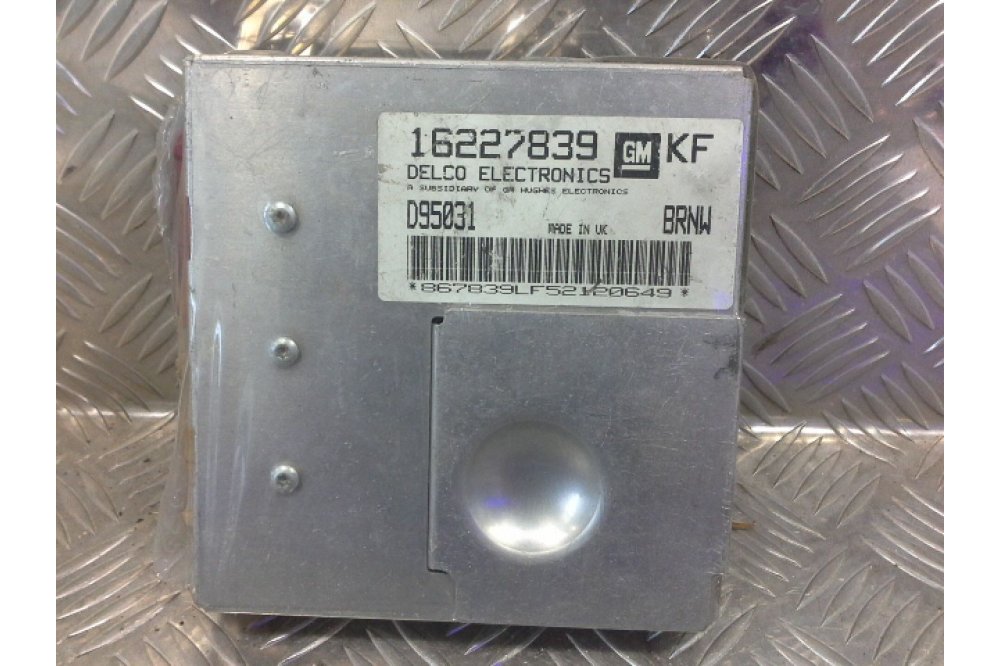 16227839 GM KF
DELCO ELECTRONICS
A SUBSIDIARY OF GM HUGHES ELECTRONICS
D95031 MADE IN UK BRNW
*867839LF52120649*